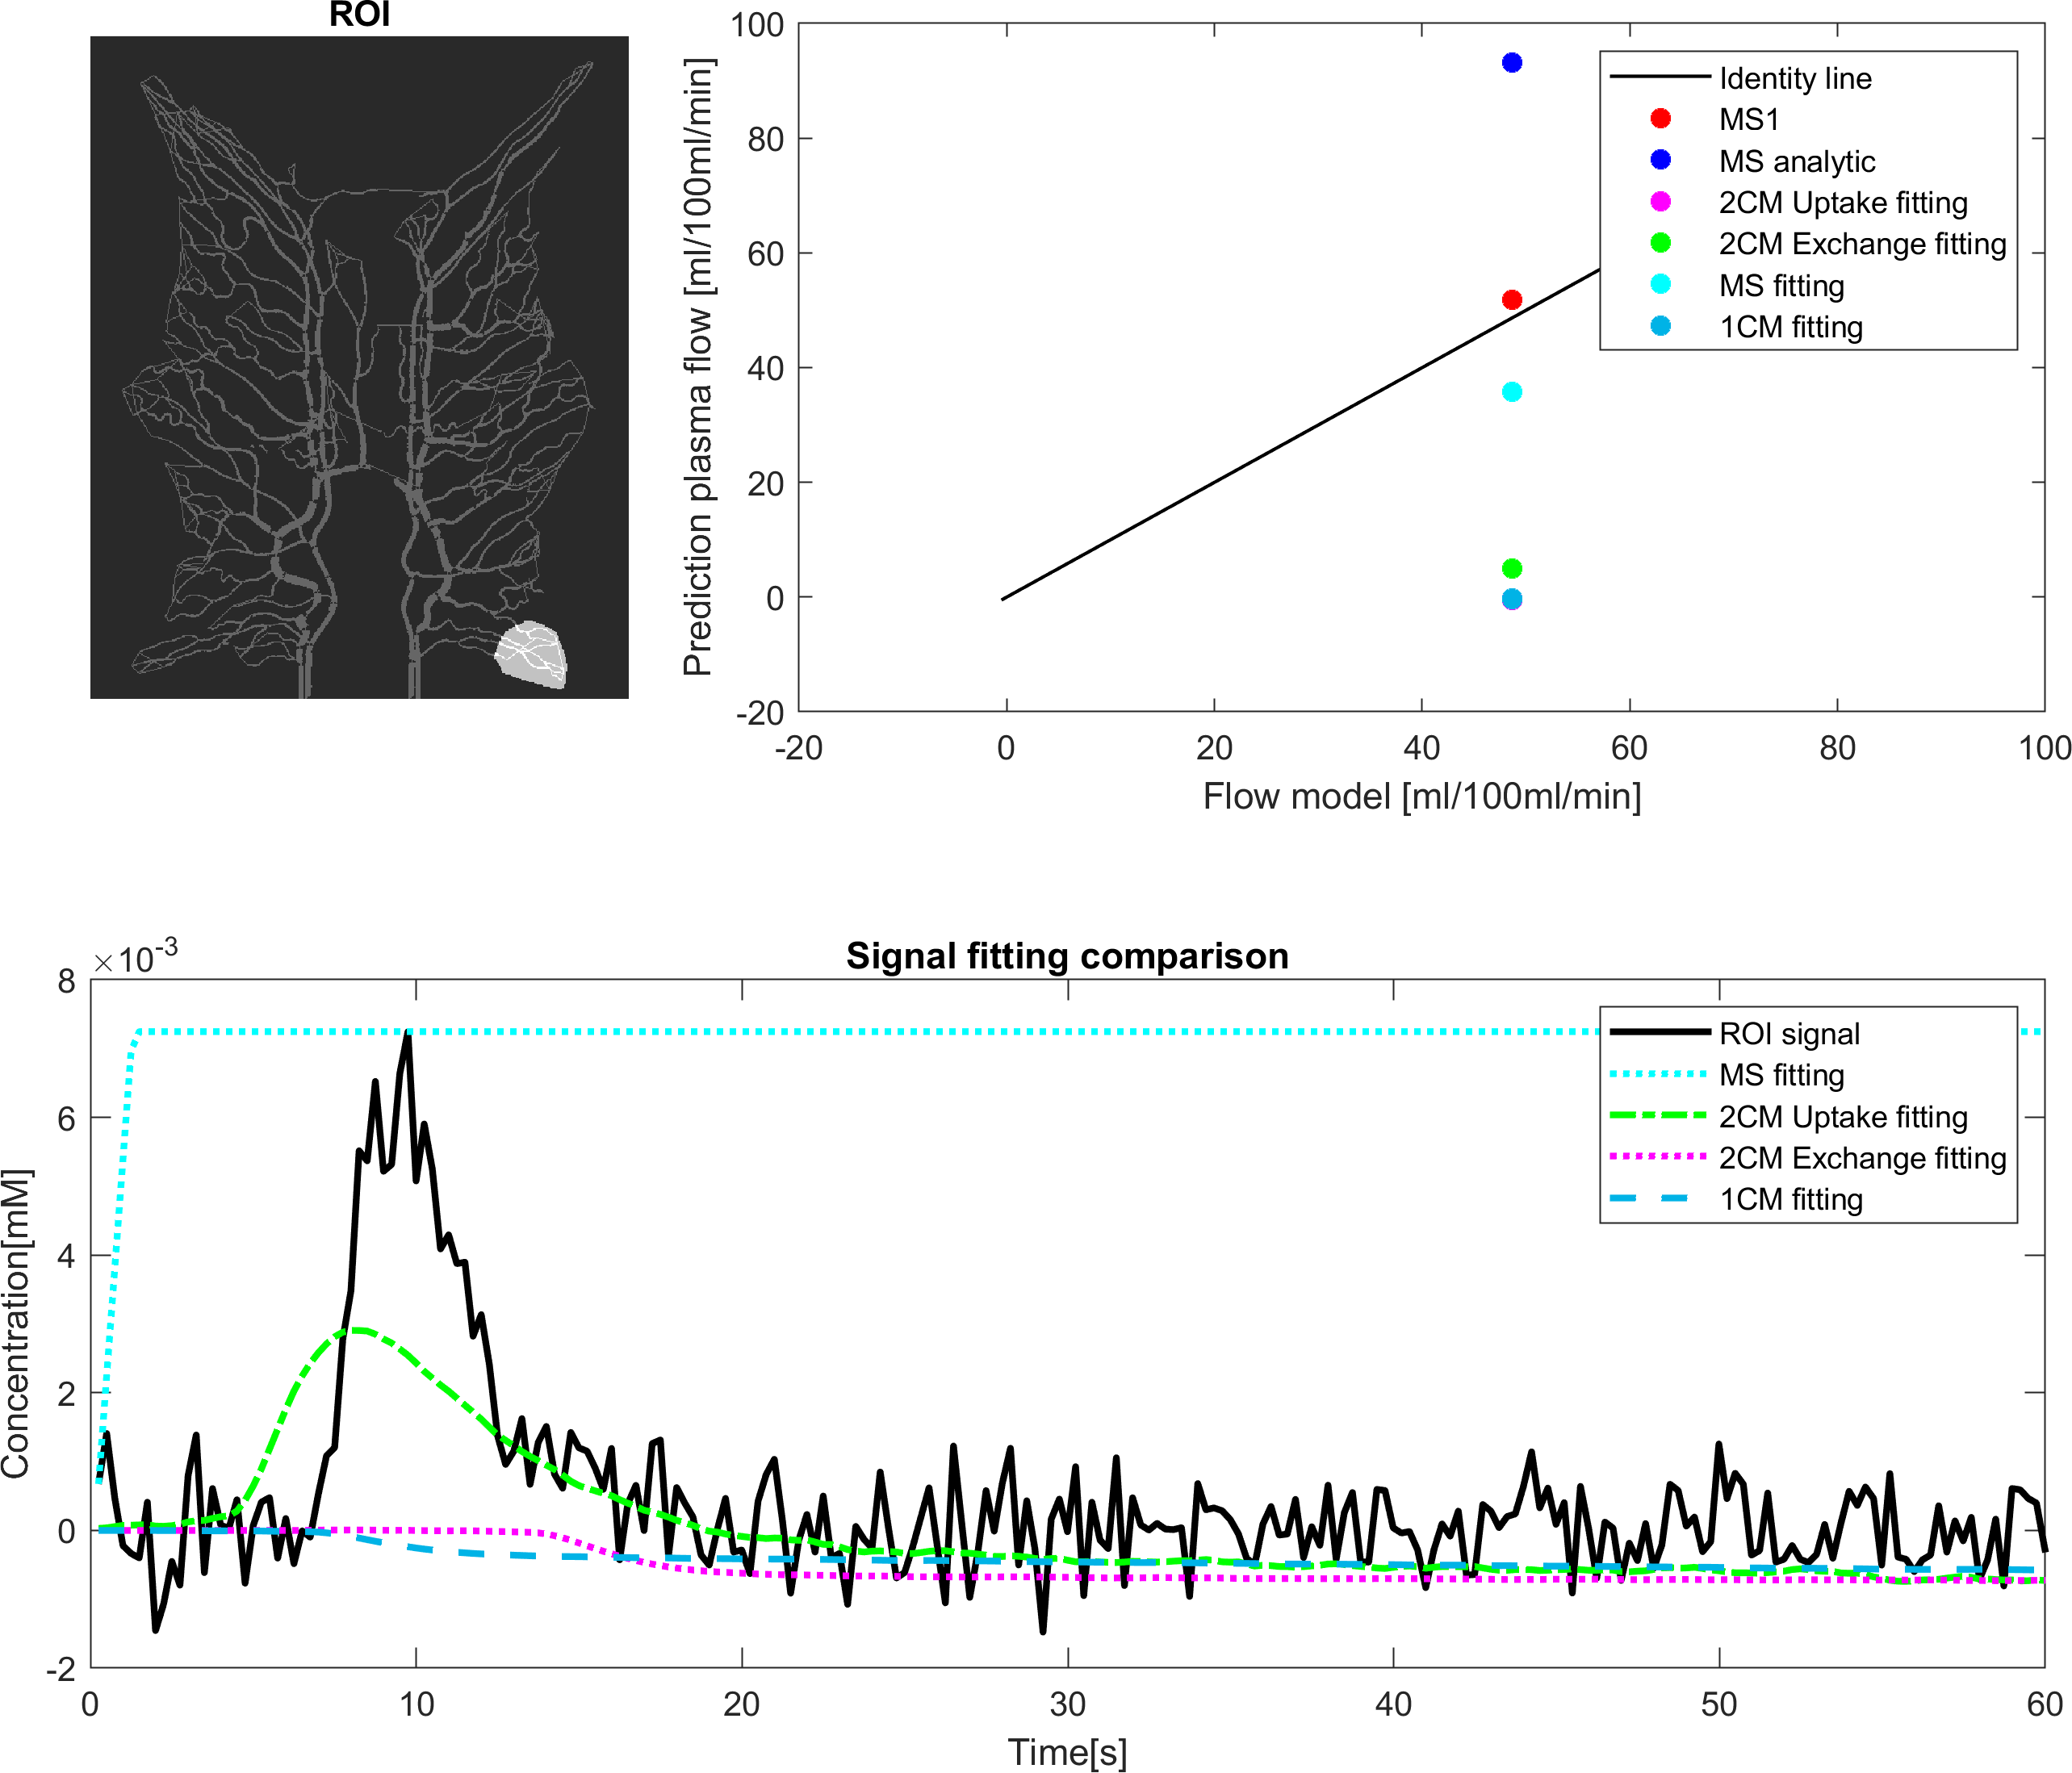 ROI
Prediction plasma flow [ml/100ml/min]
100
80
60
40
20
0
-20
-20 0 20 40 60 80 100
Flow model [ml/100ml/min]
Identity line
MS1
MS analytic
2CM Uptake fitting
2CM Exchange fitting
MS fitting
1CM fitting
Signal fitting comparison
×10-3
Concentration[mM]
8
6
4
2
0
-2
0 10 20 30 40 50 60
Time[s]
ROI signal
MS fitting
2CM Uptake fitting
2CM Exchange fitting
1CM fitting